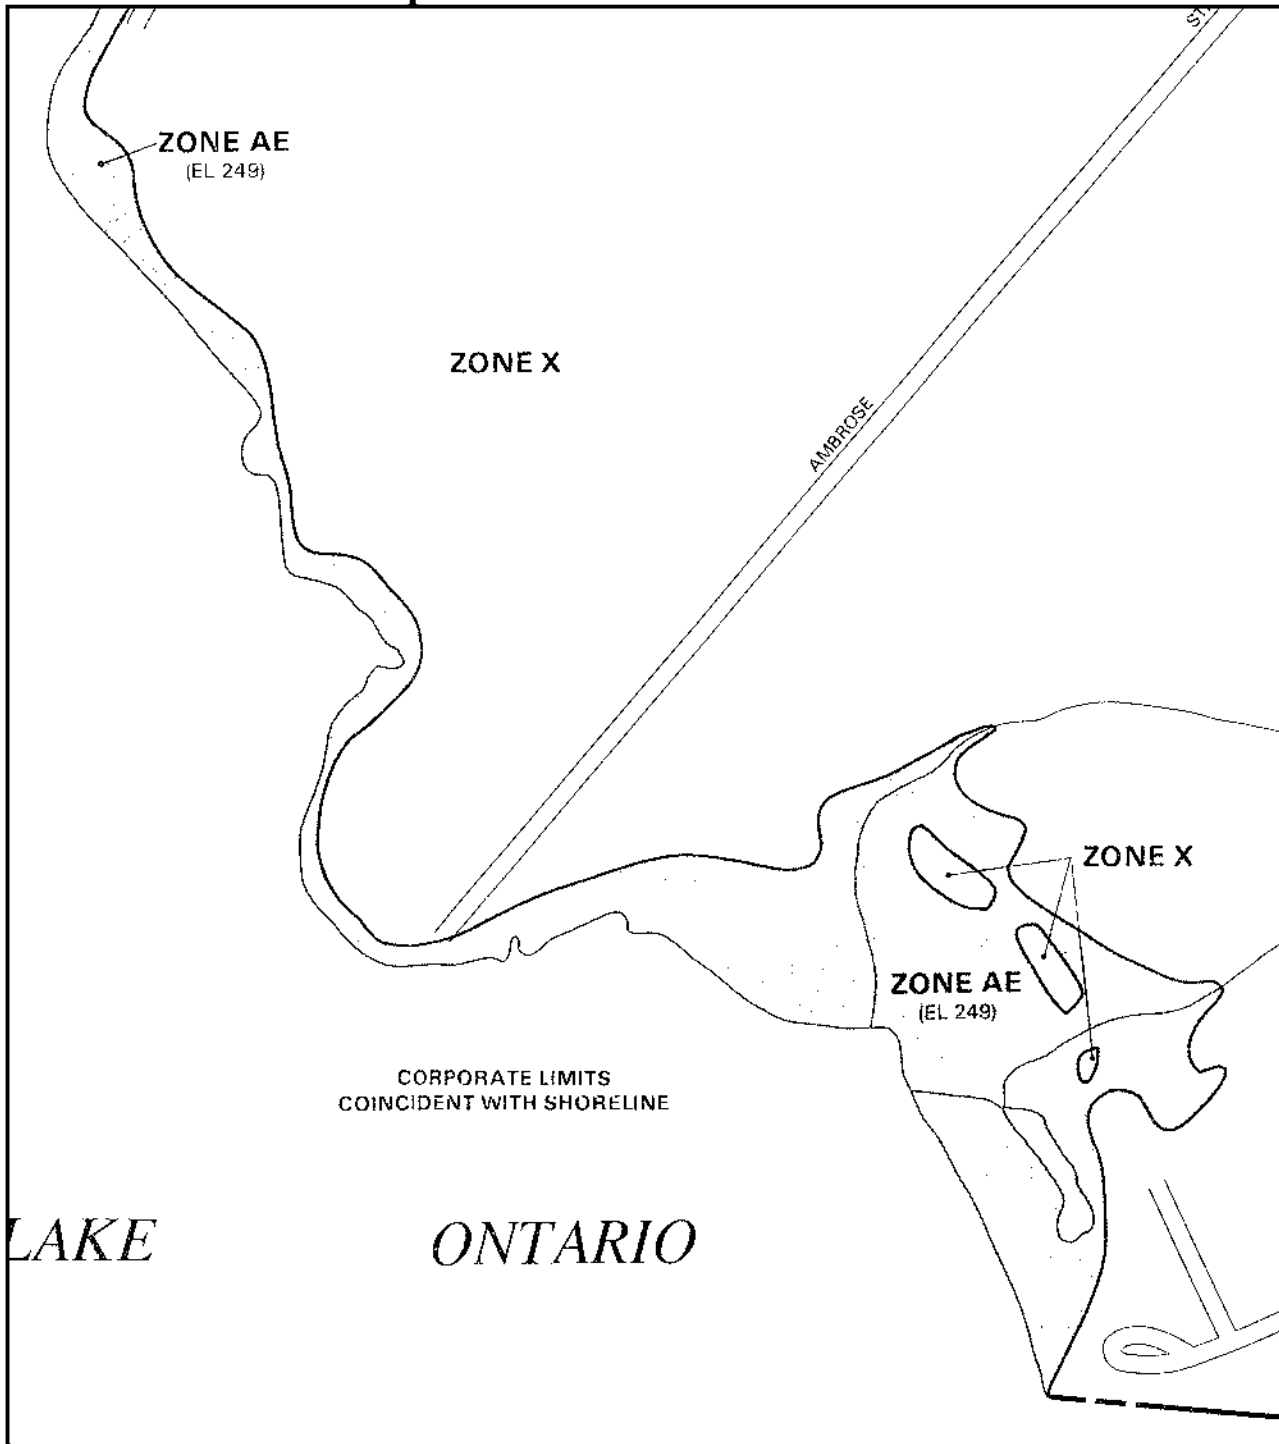 ZONE AE
(EL 249)
ZONE X
AMBROSE
ZONE X
ZONE AE
(EL 249)
CORPORATE LIMITS
COINCIDENT WITH SHORELINE
LAKE ONTARIO